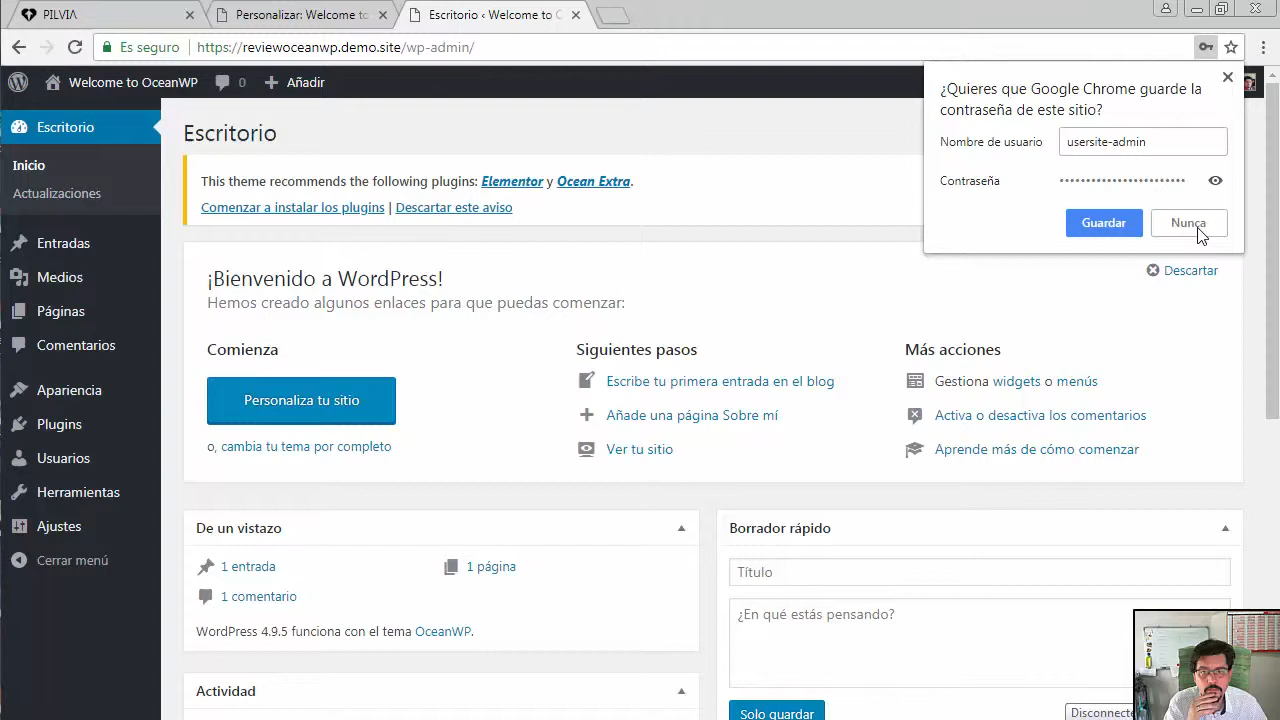 PILVIA
Personalizar: Welcome to
Escritorio ‹ Welcome to O
Es seguro
https://reviewoceanwp.demo.site/wp-admin/
Welcome to OceanWP
0
Añadir
¿Quieres que Google Chrome guarde la
contraseña de este sitio?
Nombre de usuario
usersite-admin
Contraseña
Guardar
Nunca
Escritorio
Inicio
Actualizaciones
Entradas
Medios
Páginas
Comentarios
Apariencia
Plugins
Usuarios
Herramientas
Ajustes
Cerrar menú
Escritorio
This theme recommends the following plugins: Elementor y Ocean Extra.
Comenzar a instalar los plugins | Descartar este aviso
Descartar
¡Bienvenido a WordPress!
Hemos creado algunos enlaces para que puedas comenzar:
Comienza
Personaliza tu sitio
o, cambia tu tema por completo
Siguientes pasos
Escribe tu primera entrada en el blog
Añade una página Sobre mí
Ver tu sitio
Más acciones
Gestiona widgets o menús
Activa o desactiva los comentarios
Aprende más de cómo comenzar
De un vistazo
1 entrada
1 página
1 comentario
WordPress 4.9.5 funciona con el tema OceanWP.
Actividad
Borrador rápido
Título
¿En qué estás pensando?
Solo guardar
Disconnecte